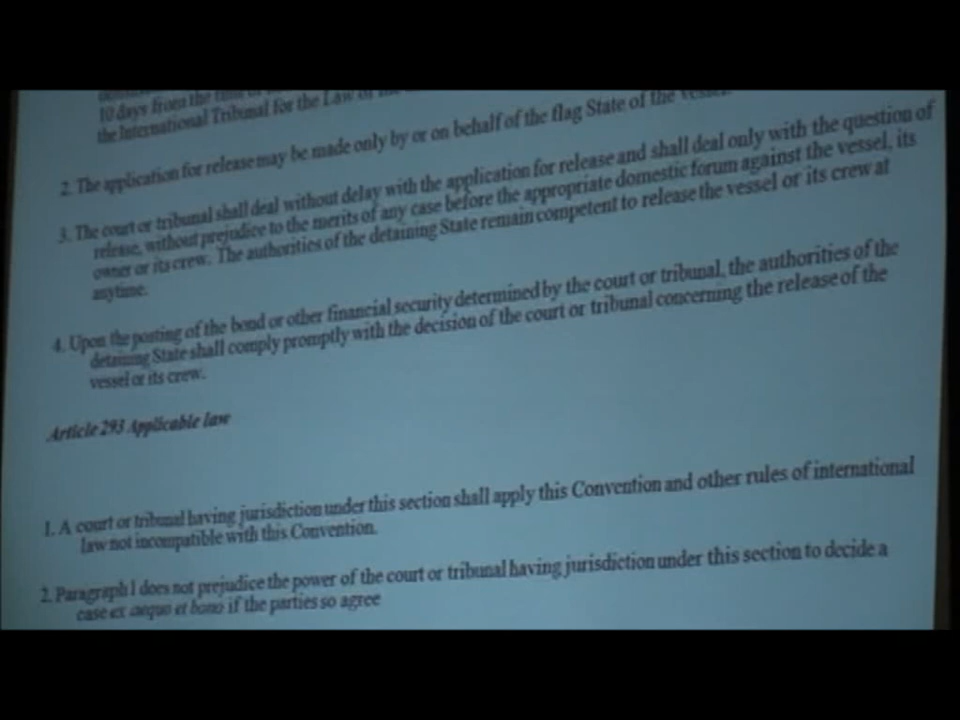 10 days from the time of
the International Tribunal for the Law of the
2. The application for release may be made only by or on behalf of the flag State of the vessel.
3. The court or tribunal shall deal without delay with the application for release and shall deal only with the question of
release, without prejudice to the merits of any case before the appropriate domestic forum against the vessel, its
owner or its crew. The authorities of the detaining State remain competent to release the vessel or its crew at
anytime.
4. Upon the posting of the bond or other financial security determined by the court or tribunal, the authorities of the
detaining State shall comply promptly with the decision of the court or tribunal concerning the release of the
vessel or its crew.
Article 293 Applicable law
1. A court or tribunal having jurisdiction under this section shall apply this Convention and other rules of international
law not incompatible with this Convention.
2. Paragraph 1 does not prejudice the power of the court or tribunal having jurisdiction under this section to decide a
case ex aequo et bono if the parties so agree